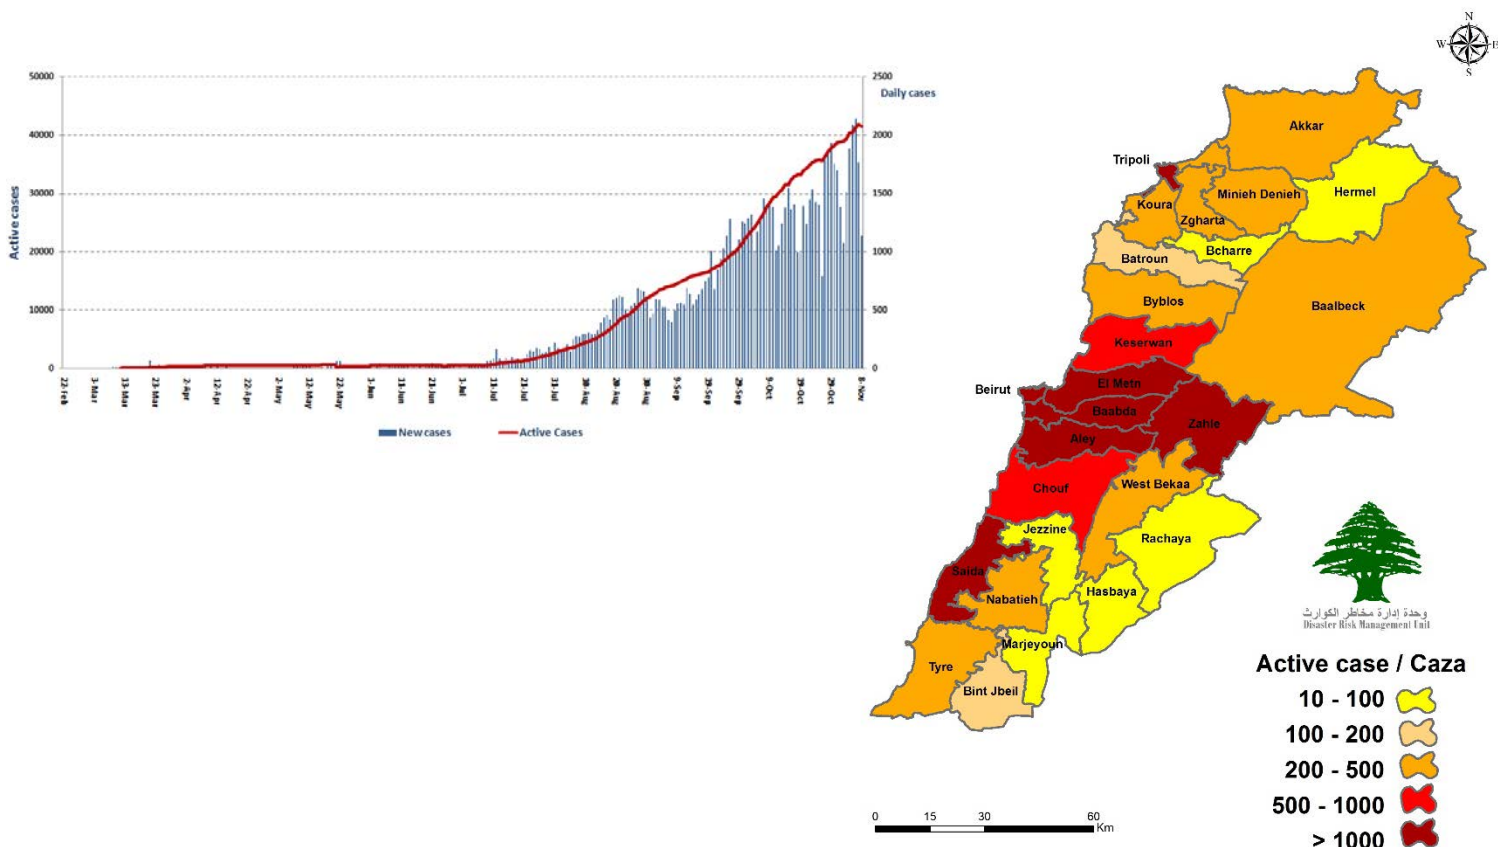 50000
40000
30000
20000
10000
0
Active cases
2500
2000
1500
1000
500
0
Daily cases
22-Feb
3-Mar
13-Mar
23-Mar
2-Apr
12-Apr
22-Apr
2-May
12-May
22-May
1-Jun
11-Jun
21-Jun
1-Jul
11-Jul
21-Jul
31-Jul
10-Aug
20-Aug
30-Aug
9-Sep
19-Sep
29-Sep
9-Oct
19-Oct
29-Oct
8-Nov
New cases
Active Cases
N
W
E
S
Akkar
Tripoli
Hermel
Minieh Denieh
Koura
Zgharta
Bcharre
Batroun
Byblos
Baalbeck
Keserwan
El Metn
Beirut
Baabda
Zahle
Aley
West Bekaa
Chouf
Jezzine
Rachaya
Saida
Hasbaya
Nabatieh
Marjeyoun
Tyre
Bint Jbeil
وحدة إدارة مخاطر الكوارث
Disaster Risk Management Unit
Active case / Caza
10 - 100
100 - 200
200 - 500
500 - 1000
> 1000
0 15 30 60
Km